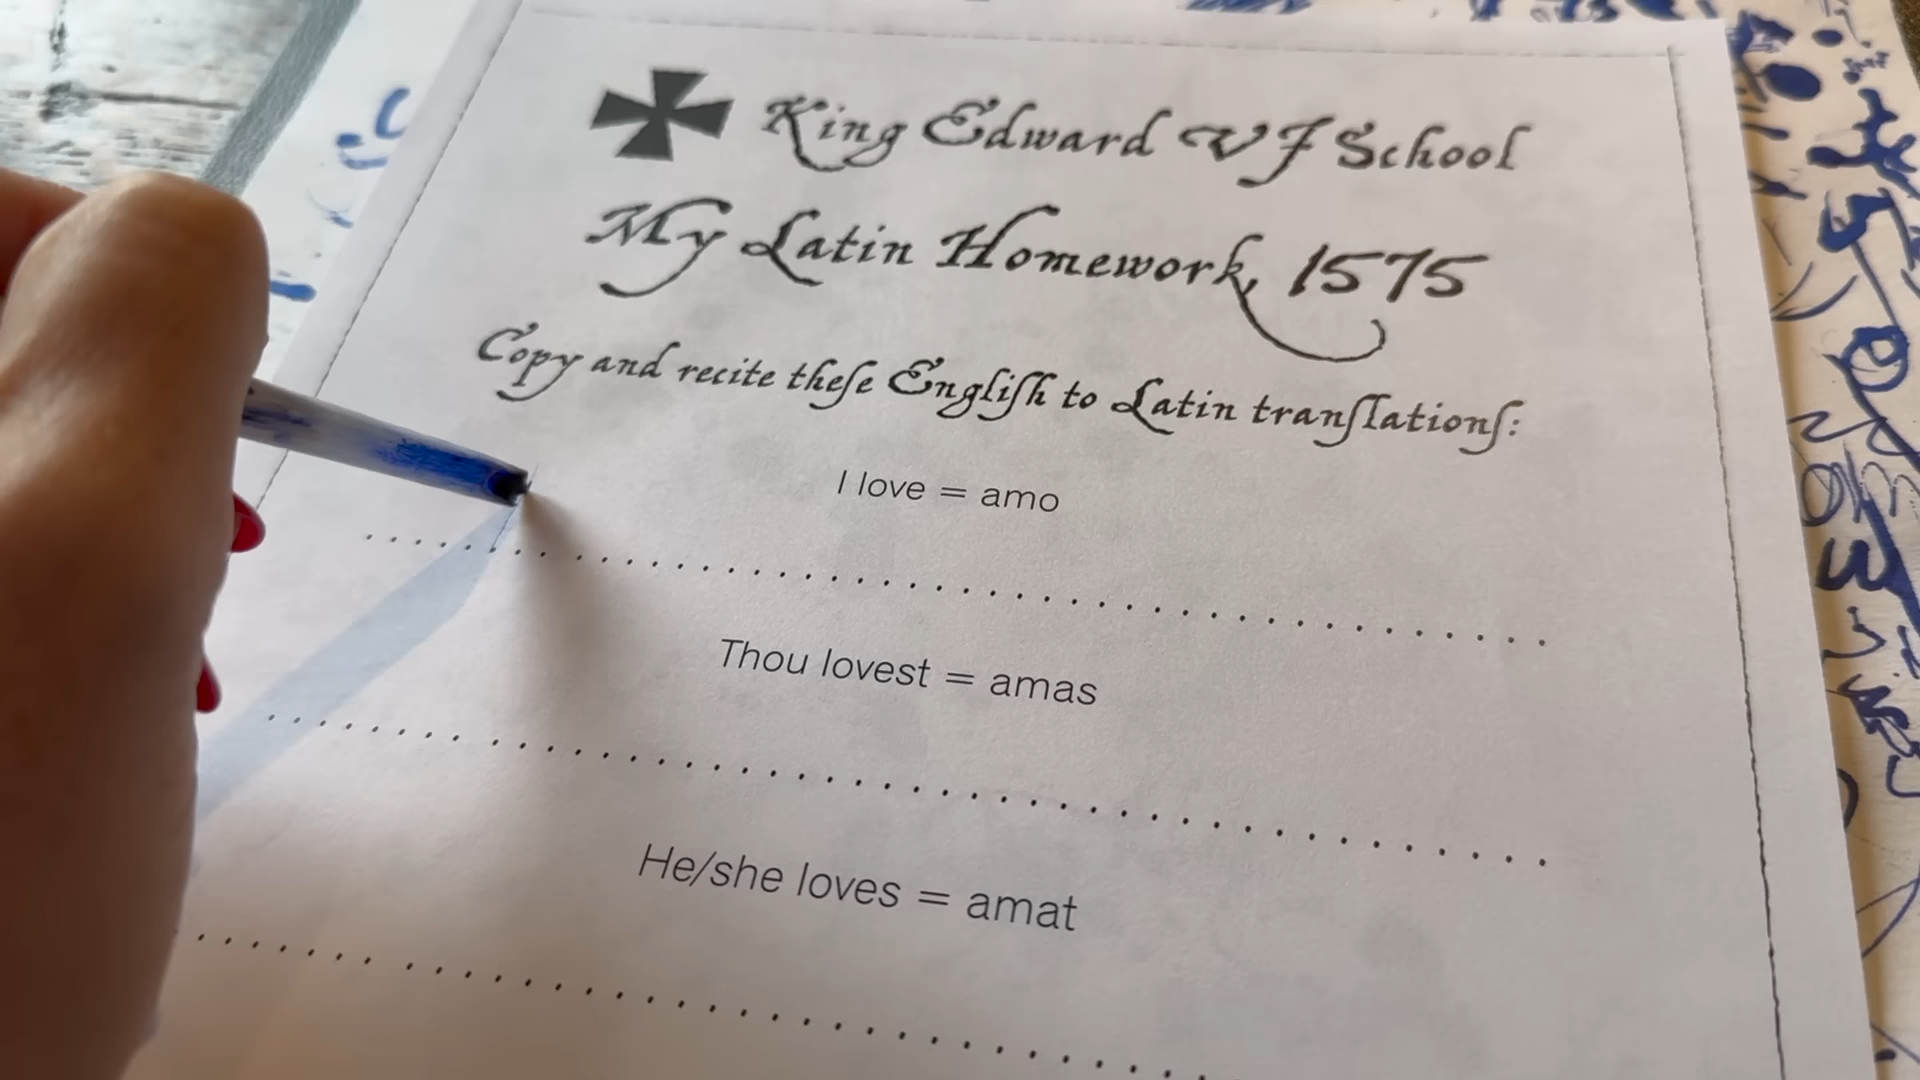 King Edward VI School
My Latin Homework, 1575
Copy and recite theſe Engliſh to Latin tranſlationſ:
I love = amo
Thou lovest = amas
He/she loves = amat